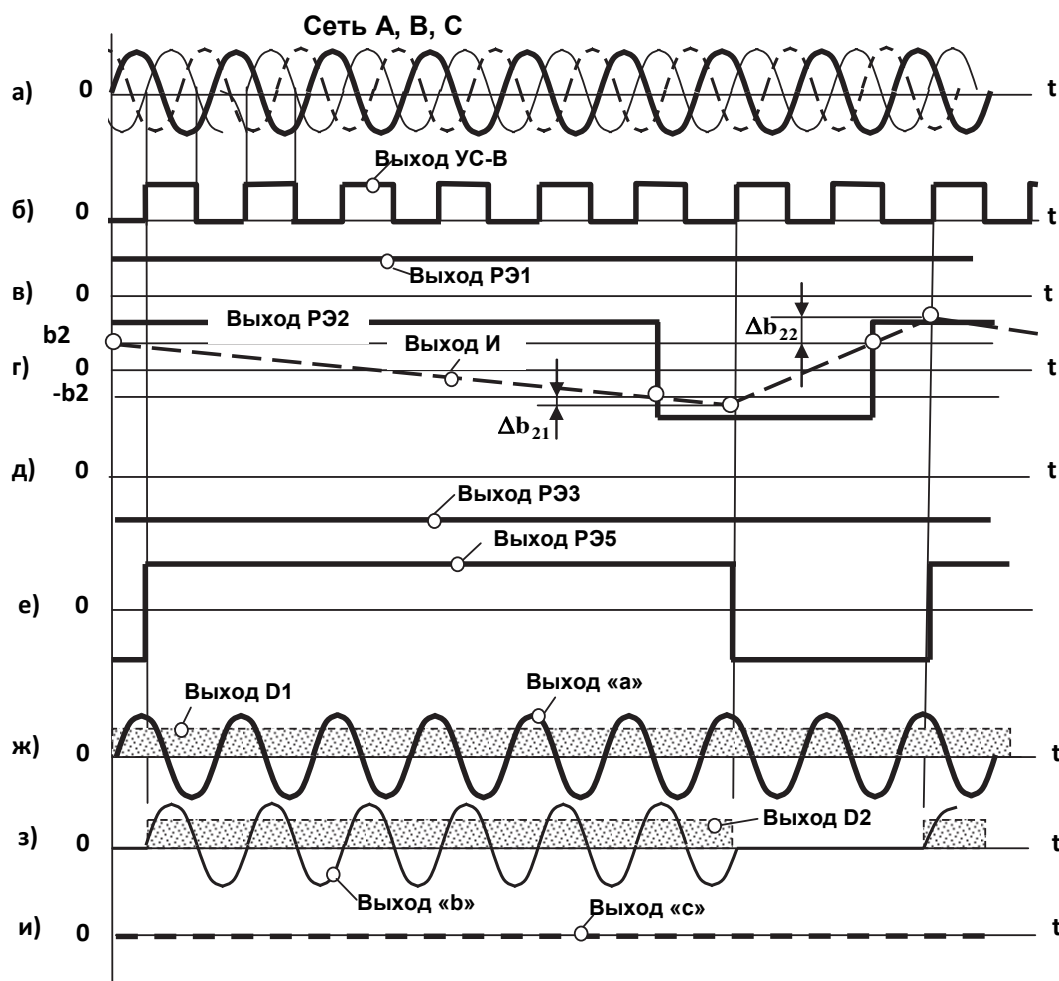 Сеть А, В, С
а) 0 t
Выход УС-В
б) 0 t
Выход РЭ1
в) 0 t
Выход РЭ2
b2
Выход И
Δb22
г) 0 t
-b2
Δb21
д) 0 t
Выход РЭ3
Выход РЭ5
е) 0
Выход D1
Выход «a»
ж) 0 t
Выход D2
з) 0 t
Выход «b»
Выход «c»
и) 0 t